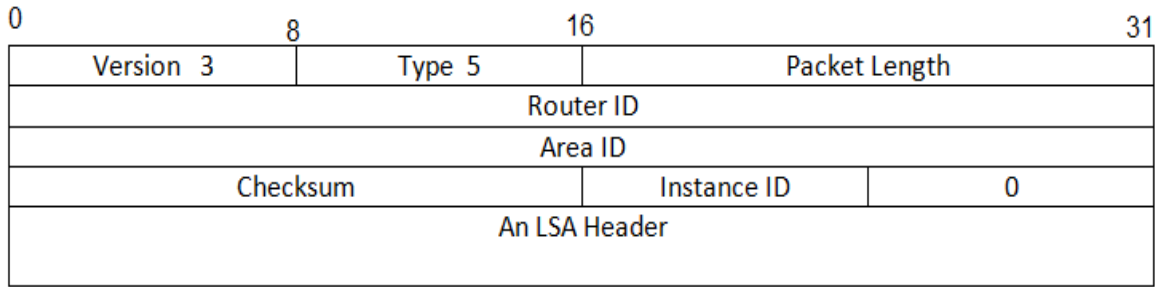 0 8 16 31
Version 3 Type 5 Packet Length
Router ID
Area ID
Checksum Instance ID 0
An LSA Header